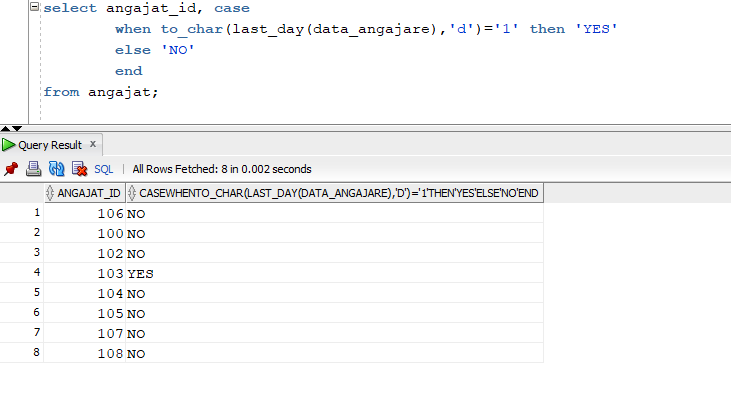 select angajat_id, case
when to_char(last_day(data_angajare),'d')='1' then 'YES'
else 'NO'
end
from angajat;
Query Result x
SQL | All Rows Fetched: 8 in 0.002 seconds
ANGAJAT_ID CASEWHENTO_CHAR(LAST_DAY(DATA_ANGAJARE),'D')='1'THEN'YES'ELSE'NO'END
1 106 NO
2 100 NO
3 102 NO
4 103 YES
5 104 NO
6 105 NO
7 107 NO
8 108 NO